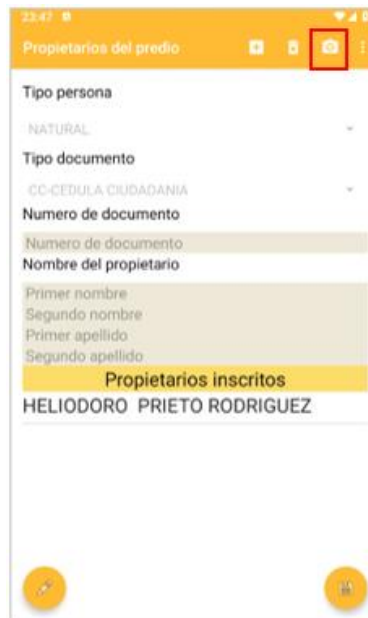 23:47
Propietarios del predio
Tipo persona
NATURAL
Tipo documento
CC-CEDULA CIUDADANIA
Numero de documento
Numero de documento
Nombre del propietario
Primer nombre
Segundo nombre
Primer apellido
Segundo apellido
Propietarios inscritos
HELIODORO PRIETO RODRIGUEZ